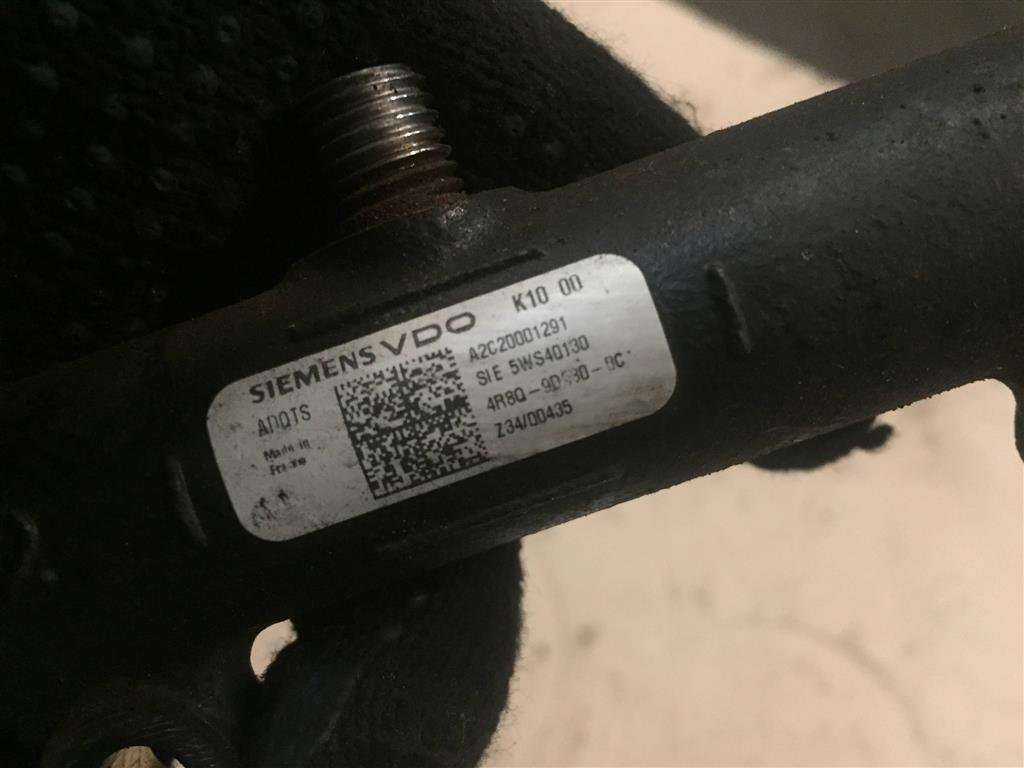 SIEMENS VDO K10 00
A2C20001291
SIE 5WS40130
Z34/00435
ADQTS
Made in
France